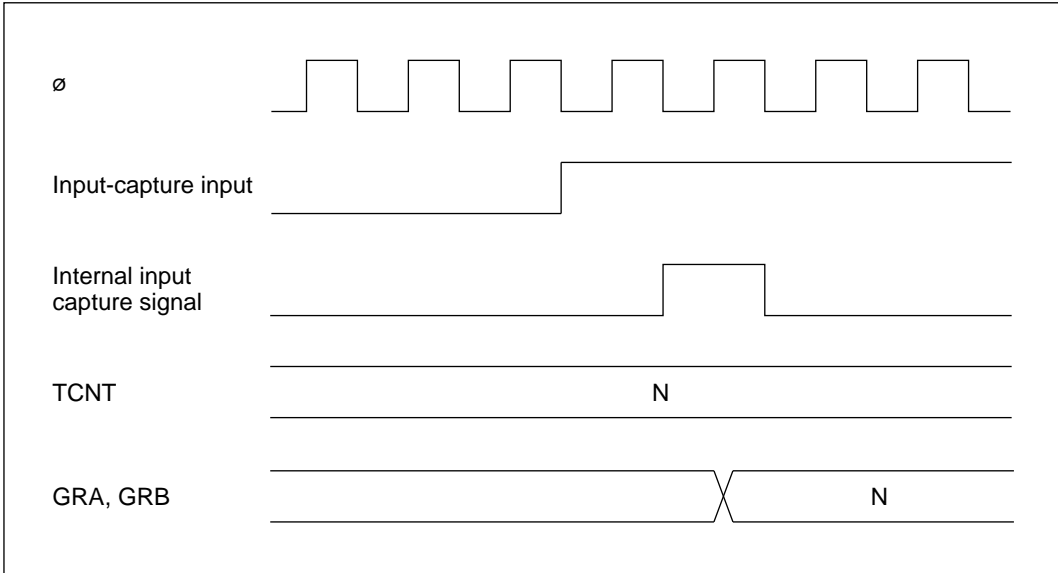 ø
Input-capture input
Internal input
capture signal
TCNT
N
GRA, GRB
N